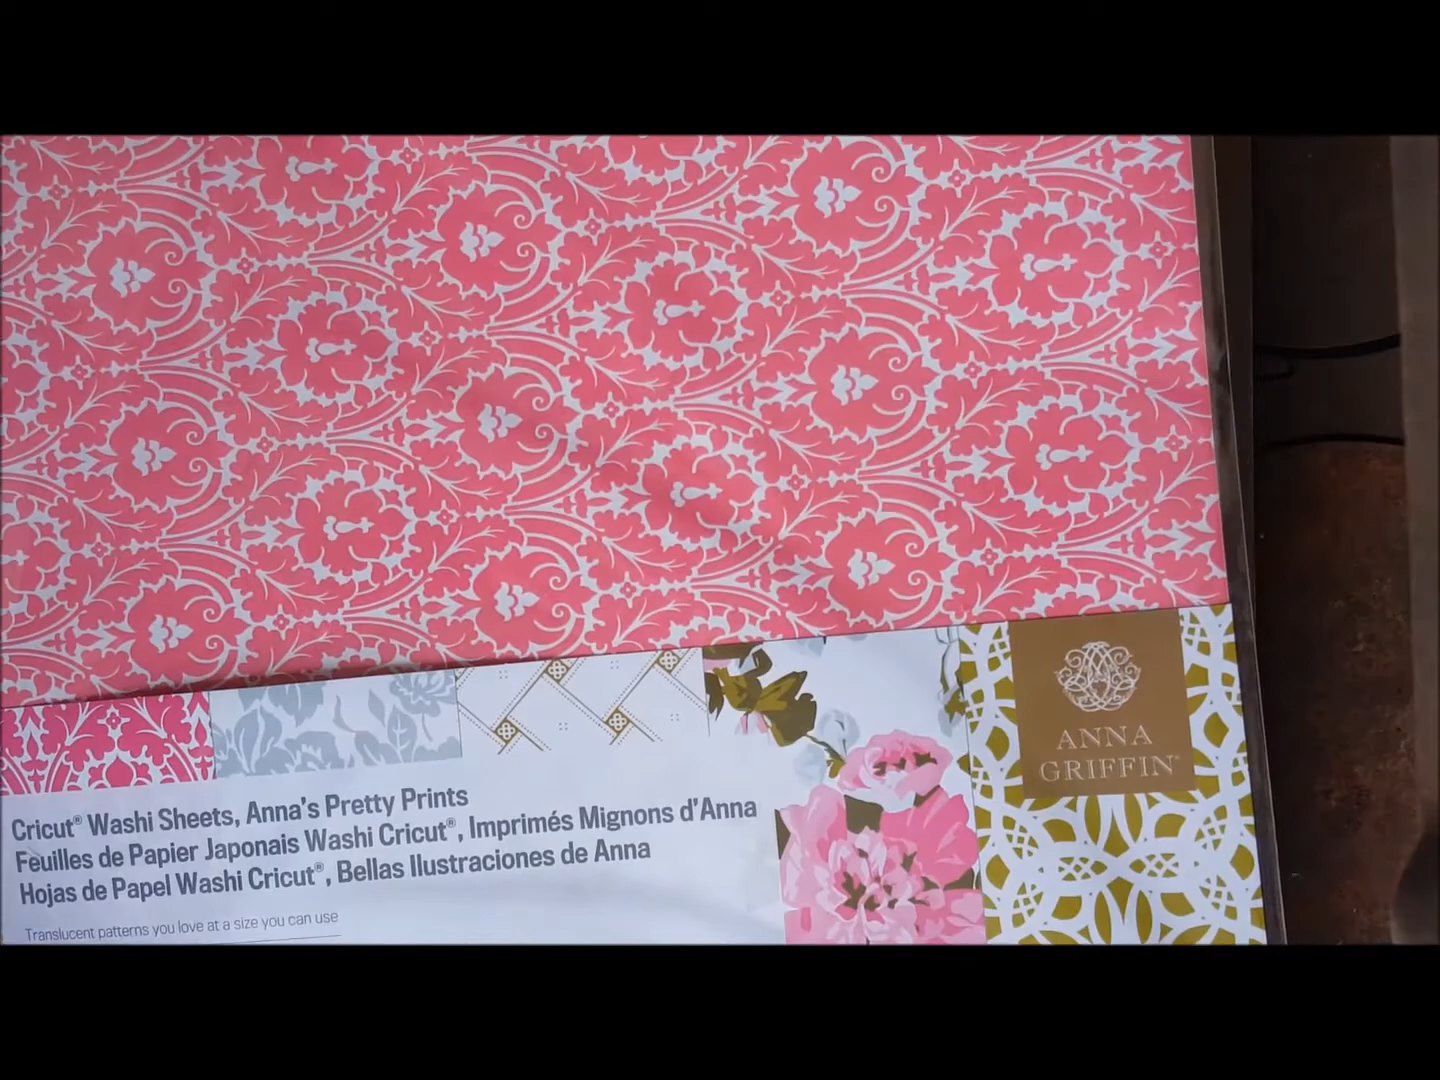 ANNA
GRIFFIN®
Cricut® Washi Sheets, Anna's Pretty Prints
Feuilles de Papier Japonais Washi Cricut®, Imprimés Mignons d'Anna
Hojas de Papel Washi Cricut®, Bellas Ilustraciones de Anna
Translucent patterns you love at a size you can use